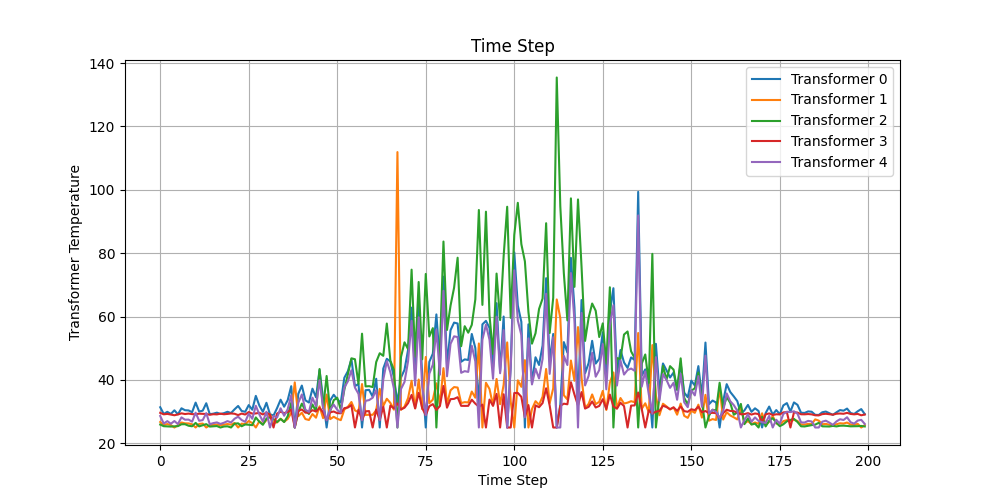 Time Step
140
120
100
80
60
40
20
Transformer Temperature
Transformer 0
Transformer 1
Transformer 2
Transformer 3
Transformer 4
0 25 50 75 100 125 150 175 200
Time Step